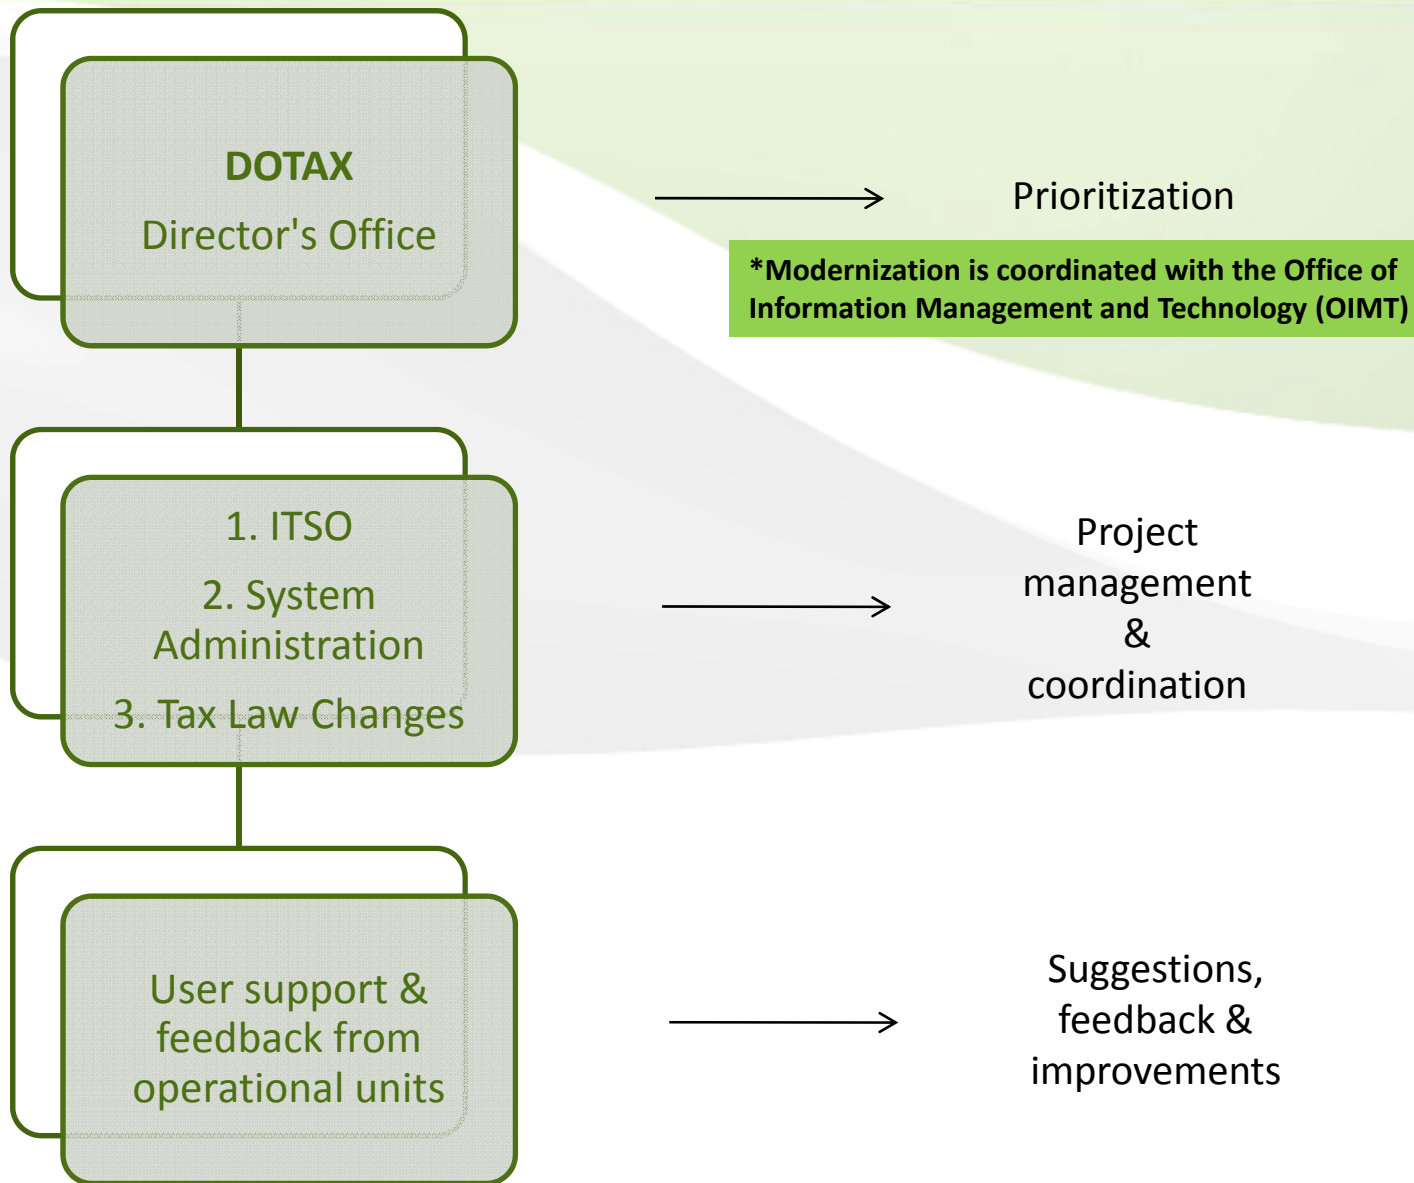 DOTAX
Director's Office
Prioritization
*Modernization is coordinated with the Office of
Information Management and Technology (OIMT)
1. ITSO
2. System
Administration
3. Tax Law Changes
Project
management
&
coordination
User support &
feedback from
operational units
Suggestions,
feedback &
improvements